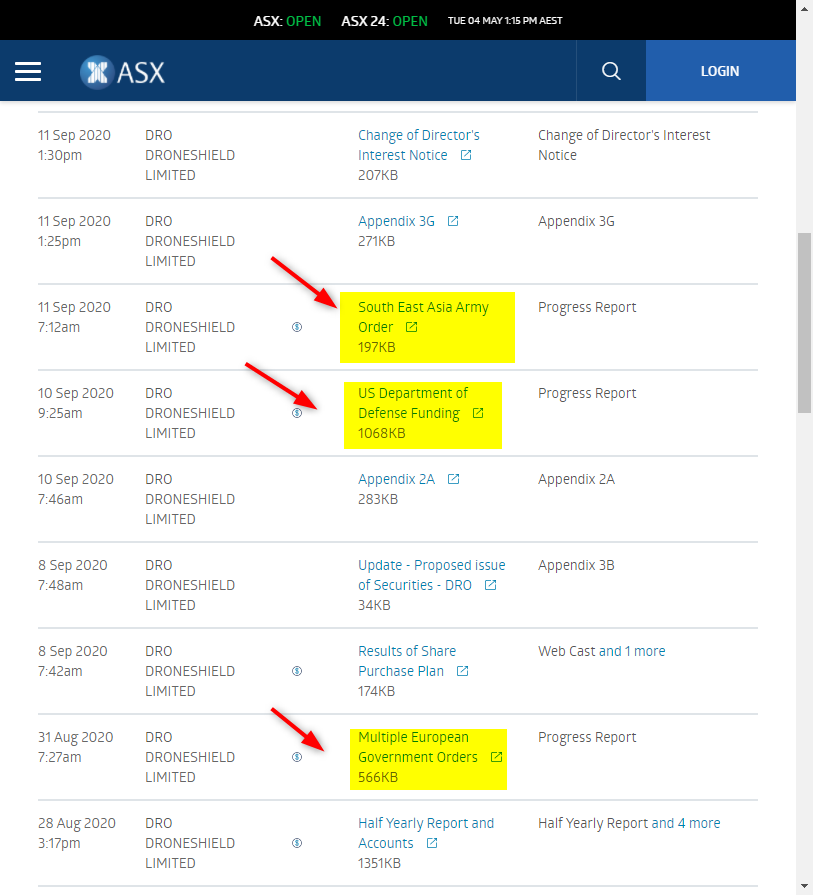 ASX: OPEN ASX 24: OPEN TUE 04 MAY 1:15 PM AEST
ASX LOGIN
11 Sep 2020 DRO Change of Director's Change of Director's Interest
1:30pm DRONESHIELD Interest Notice Notice
LIMITED 207KB
11 Sep 2020 DRO Appendix 3G Appendix 3G
1:25pm DRONESHIELD 271KB
LIMITED
11 Sep 2020 DRO South East Asia Army Progress Report
7:12am DRONESHIELD $ Order
LIMITED 197KB
10 Sep 2020 DRO US Department of Progress Report
9:25am DRONESHIELD $ Defense Funding
LIMITED 1068KB
10 Sep 2020 DRO Appendix 2A Appendix 2A
7:46am DRONESHIELD 283KB
LIMITED
8 Sep 2020 DRO Update - Proposed issue Appendix 3B
7:48am DRONESHIELD of Securities - DRO
LIMITED 34KB
8 Sep 2020 DRO Results of Share Web Cast and 1 more
7:42am DRONESHIELD $ Purchase Plan
LIMITED 174KB
31 Aug 2020 DRO Multiple European Progress Report
7:27am DRONESHIELD $ Government Orders
LIMITED 566KB
28 Aug 2020 DRO Half Yearly Report and Half Yearly Report and 4 more
3:17pm DRONESHIELD $ Accounts
LIMITED 1351KB